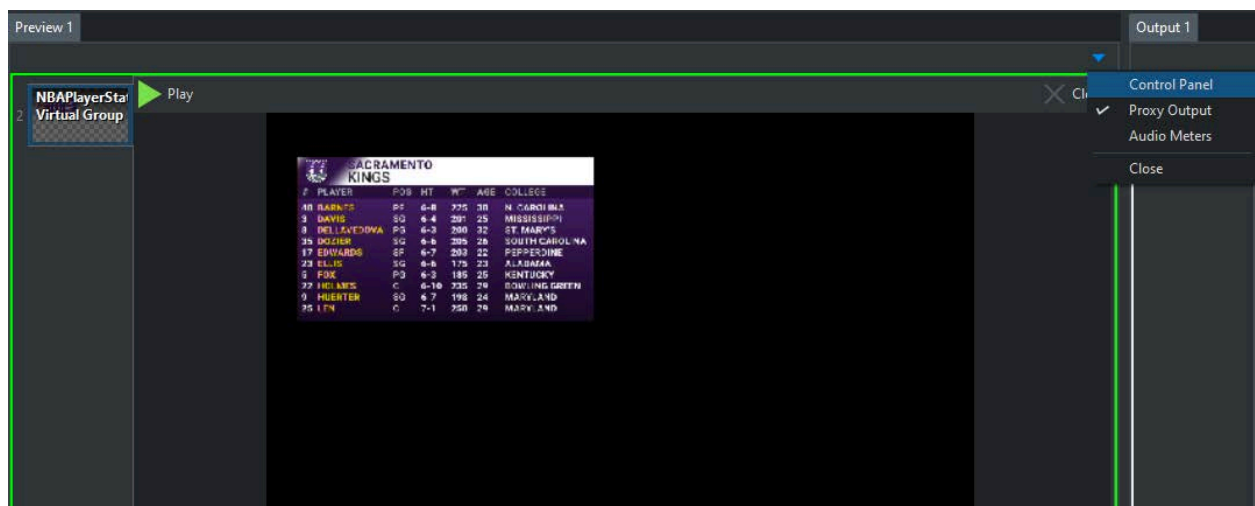 Preview 1
Output 1
NBAPlayerStat
Virtual Group
2
Play
Cl
Control Panel
Proxy Output
Audio Meters
Close
SACRAMENTO
KINGS
# PLAYER POS HT WT AGE COLLEGE
40 BARNES PF 6-8 225 30 N. CAROLINA
3 DAVIS SG 6-4 201 25 MISSISSIPPI
8 DELLAVEDOVA PG 6-3 200 32 ST. MARY'S
35 DOZIER SG 6-6 205 26 SOUTH CAROLINA
17 EDWARDS SF 6-7 203 22 PEPPERDINE
23 ELLIS SG 6-6 175 23 ALABAMA
5 FOX PG 6-3 185 25 KENTUCKY
22 HOLMES C 6-10 235 29 BOWLING GREEN
9 HUERTER SG 6-7 198 24 MARYLAND
25 LEN C 7-1 250 29 MARYLAND